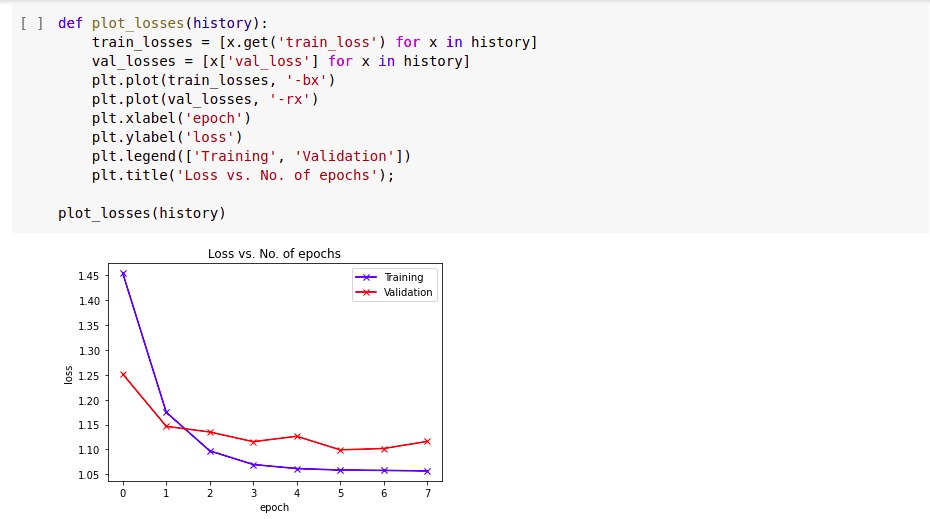 [ ] def plot_losses(history):
train_losses = [x.get('train_loss') for x in history]
val_losses = [x['val_loss'] for x in history]
plt.plot(train_losses, '-bx')
plt.plot(val_losses, '-rx')
plt.xlabel('epoch')
plt.ylabel('loss')
plt.legend(['Training', 'Validation'])
plt.title('Loss vs. No. of epochs');
plot_losses(history)
Loss vs. No. of epochs
Training
Validation
1.45
1.40
1.35
1.30
1.25
1.20
1.15
1.10
1.05
loss
0 1 2 3 4 5 6 7
epoch